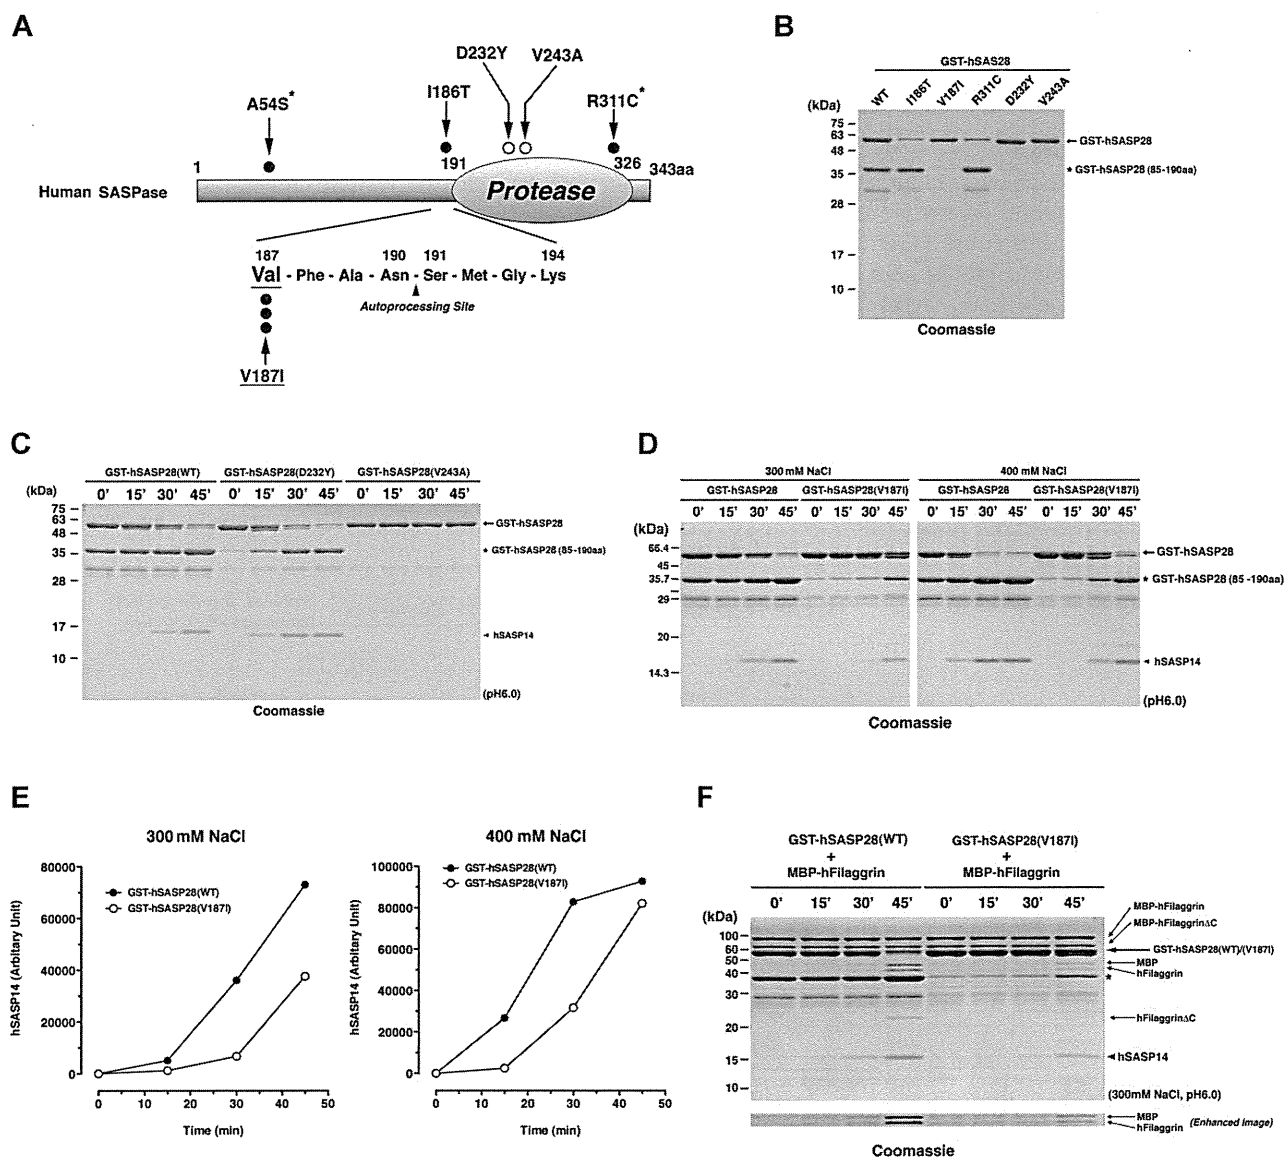 A
D232Y V243A
A54S* I186T R311C*
1 191 326 343aa
Human SASPase Protease
187 190 191 194
Val - Phe - Ala - Asn - Ser - Met - Gly - Lys
Autoprocessing Site
V187I
B
GST-hSAS28
(kDa) WT I186T V187I R311C D232Y V243A
75
63
48
35
28
17
10
GST-hSASP28
* GST-hSASP28 (85-190aa)
Coomassie
C
GST-hSASP28(WT) GST-hSASP28(D232Y) GST-hSASP28(V243A)
(kDa) 0' 15' 30' 45' 0' 15' 30' 45' 0' 15' 30' 45'
75
63
48
35
28
17
10
GST-hSASP28
* GST-hSASP28 (85-190aa)
hSASP14
(pH6.0)
Coomassie
D
300 mM NaCl 400 mM NaCl
GST-hSASP28 GST-hSASP28(V187I) GST-hSASP28 GST-hSASP28(V187I)
0' 15' 30' 45' 0' 15' 30' 45' 0' 15' 30' 45' 0' 15' 30' 45'
(kDa)
66.4
45
35.7
29
20
14.3
GST-hSASP28
* GST-hSASP28 (85-190aa)
hSASP14
(pH6.0)
Coomassie
E
300 mM NaCl
hSASP14 (Arbitary Unit)
80000
60000
40000
20000
0
GST-hSASP28(WT)
GST-hSASP28(V187I)
0 10 20 30 40 50
Time (min)
400 mM NaCl
hSASP14 (Arbitary Unit)
100000
80000
60000
40000
20000
0
GST-hSASP28(WT)
GST-hSASP28(V187I)
0 10 20 30 40 50
Time (min)
F
GST-hSASP28(WT) GST-hSASP28(V187I)
+ +
MBP-hFilaggrin MBP-hFilaggrin
0' 15' 30' 45' 0' 15' 30' 45'
(kDa)
100
60
50
40
30
20
15
10
MBP-hFilaggrin
MBP-hFilaggrinΔC
GST-hSASP28(WT)/(V187I)
MBP
hFilaggrin
*
hFilaggrinΔC
hSASP14
(300mM NaCl, pH6.0)
MBP
hFilaggrin (Enhanced Image)
Coomassie